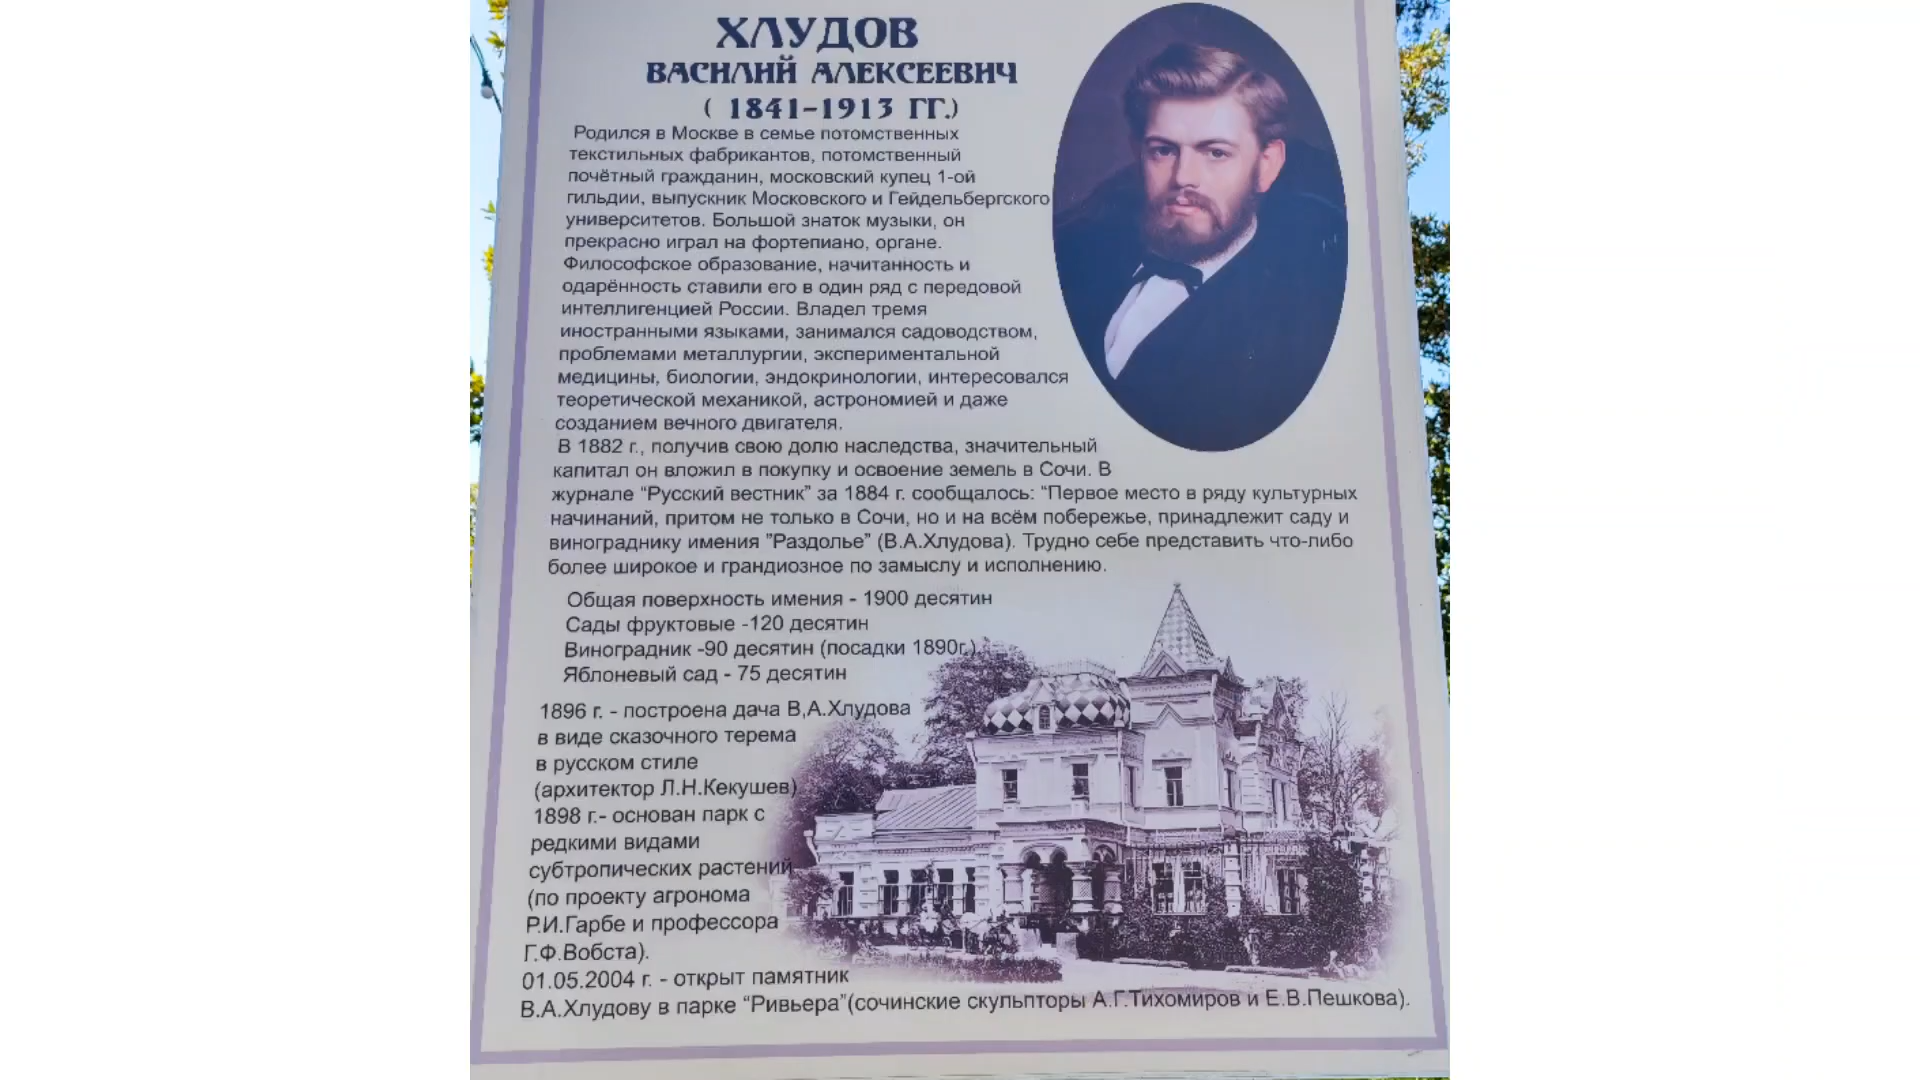 ХЛУДОВ
ВАСИЛИЙ АЛЕКСЕЕВИЧ
( 1841-1913 ГГ.)
Родился в Москве в семье потомственных
текстильных фабрикантов, потомственный
почётный гражданин, московский купец 1-ой
гильдии, выпускник Московского и Гейдельбергского
университетов. Большой знаток музыки, он
прекрасно играл на фортепиано, органе.
Философское образование, начитанность и
одарённость ставили его в один ряд с передовой
интеллигенцией России. Владел тремя
иностранными языками, занимался садоводством,
проблемами металлургии, экспериментальной
медицины, биологии, эндокринологии, интересовался
теоретической механикой, астрономией и даже
созданием вечного двигателя.
В 1882 г., получив свою долю наследства, значительный
капитал он вложил в покупку и освоение земель в Сочи. В
журнале “Русский вестник” за 1884 г. сообщалось: “Первое место в ряду культурных
начинаний, притом не только в Сочи, но и на всём побережье, принадлежит саду и
винограднику имения ”Раздолье” (В.А.Хлудова). Трудно себе представить что-либо
более широкое и грандиозное по замыслу и исполнению.
Общая поверхность имения - 1900 десятин
Сады фруктовые -120 десятин
Виноградник -90 десятин (посадки 1890г.)
Яблоневый сад - 75 десятин
1896 г. - построена дача В,А.Хлудова
в виде сказочного терема
в русском стиле
(архитектор Л.Н.Кекушев)
1898 г.- основан парк с
редкими видами
субтропических растений
(по проекту агронома
Р.И.Гарбе и профессора
Г.Ф.Вобста).
01.05.2004 г. - открыт памятник
В.А.Хлудову в парке “Ривьера”(сочинские скульпторы А.Г.Тихомиров и Е.В.Пешкова).